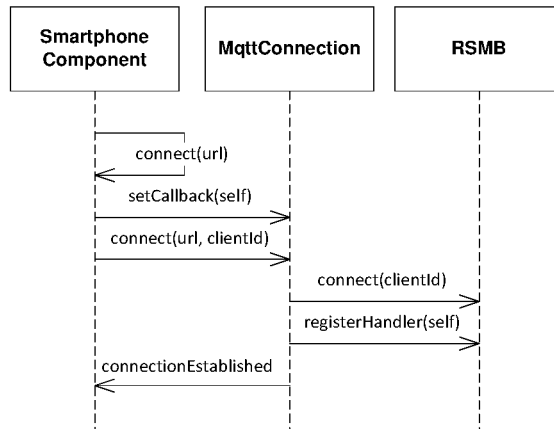 Smartphone
Component
MqttConnection
RSMB
connect(url)
setCallback(self)
connect(url, clientId)
connect(clientId)
registerHandler(self)
connectionEstablished